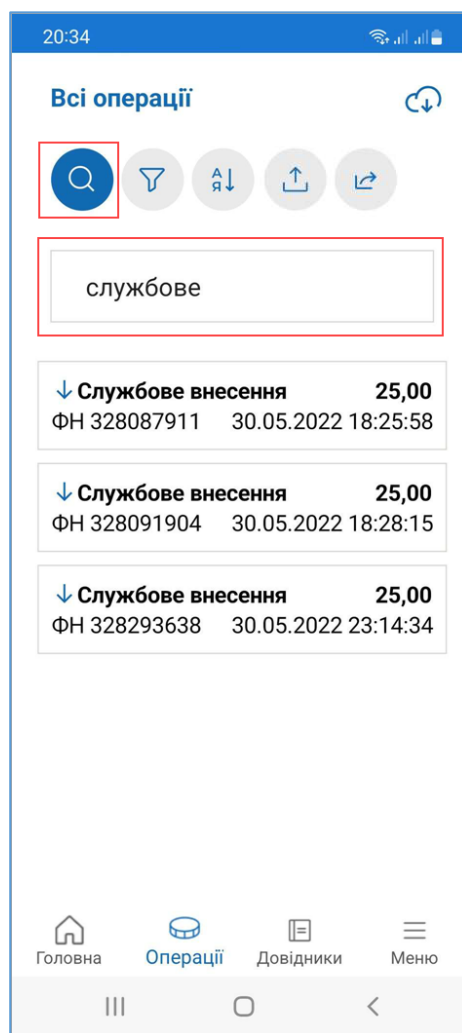 20:34
Всі операції
А
Я
службове
Службове внесення 25,00
ФН 328087911 30.05.2022 18:25:58
Службове внесення 25,00
ФН 328091904 30.05.2022 18:28:15
Службове внесення 25,00
ФН 328293638 30.05.2022 23:14:34
Головна Операції Довідники Меню